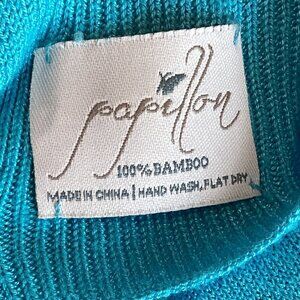 papillon
100% BAMBOO
MADE IN CHINA | HAND WASH, FLAT DRY